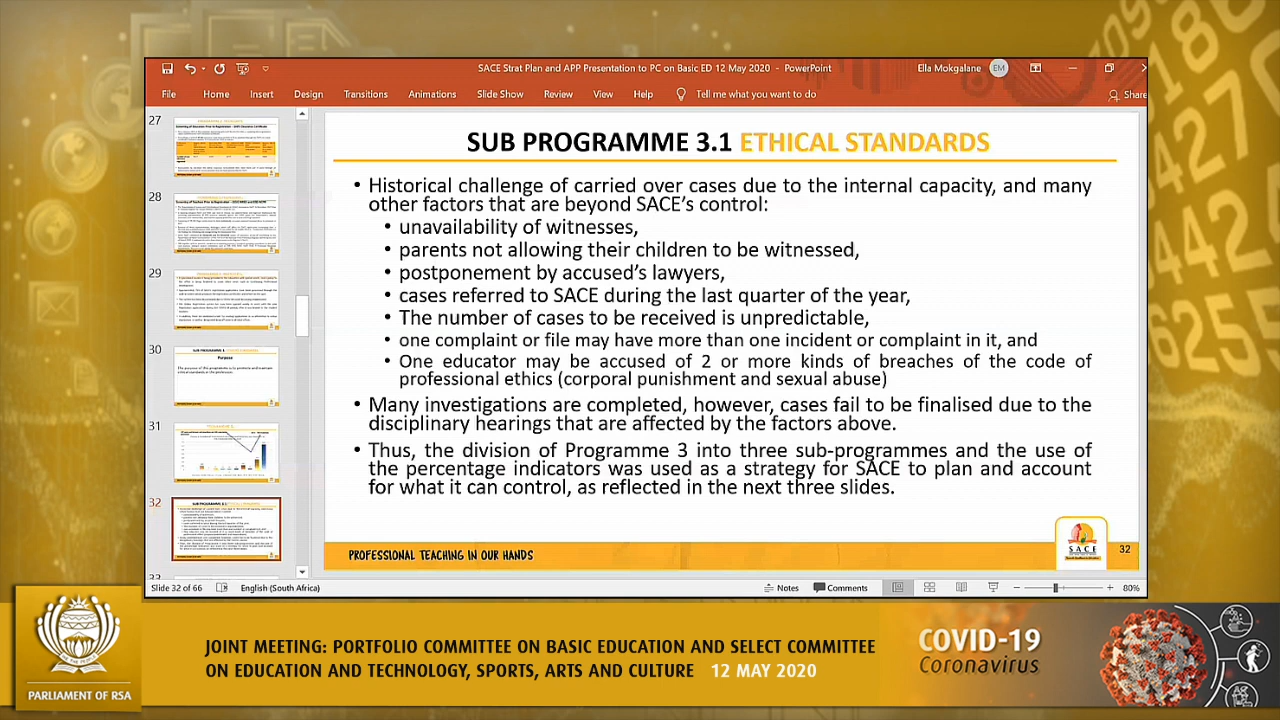 SACE Strat Plan and APP Presentation to PC on Basic ED 12 May 2020 - PowerPoint
Ella Mokgalane
EM
File Home Insert Design Transitions Animations Slide Show Review View Help Tell me what you want to do
Share
27
28
29
30
Purpose
31
32
33
SUB PROGRAMME 3.1 ETHICAL STANDARDS
• Historical challenge of carried over cases due to the internal capacity, and many
other factors that are beyond SACE's control:
• unavailability of witnesses,
• parents not allowing their children to be witnessed,
• postponement by accused's lawyers,
• cases referred to SACE during the last quarter of the year,
• The number of cases to be received is unpredictable,
• one complaint or file may have more than one incident or complaint in it, and
• One educator may be accused of 2 or more kinds of breaches of the code of
professional ethics (corporal punishment and sexual abuse)
• Many investigations are completed, however, cases fail to be finalised due to the
disciplinary hearings that are affected by the factors above.
• Thus, the division of Programme 3 into three sub-programmes and the use of
the percentage indicators was used as a strategy for SACE to plan and account
for what it can control, as reflected in the next three slides.
PROFESSIONAL TEACHING IN OUR HANDS
SACE
32
Slide 32 of 66
English (South Africa)
Notes
Comments
80%
JOINT MEETING: PORTFOLIO COMMITTEE ON BASIC EDUCATION AND SELECT COMMITTEE
ON EDUCATION AND TECHNOLOGY, SPORTS, ARTS AND CULTURE 12 MAY 2020
PARLIAMENT OF RSA
COVID-19
Coronavirus